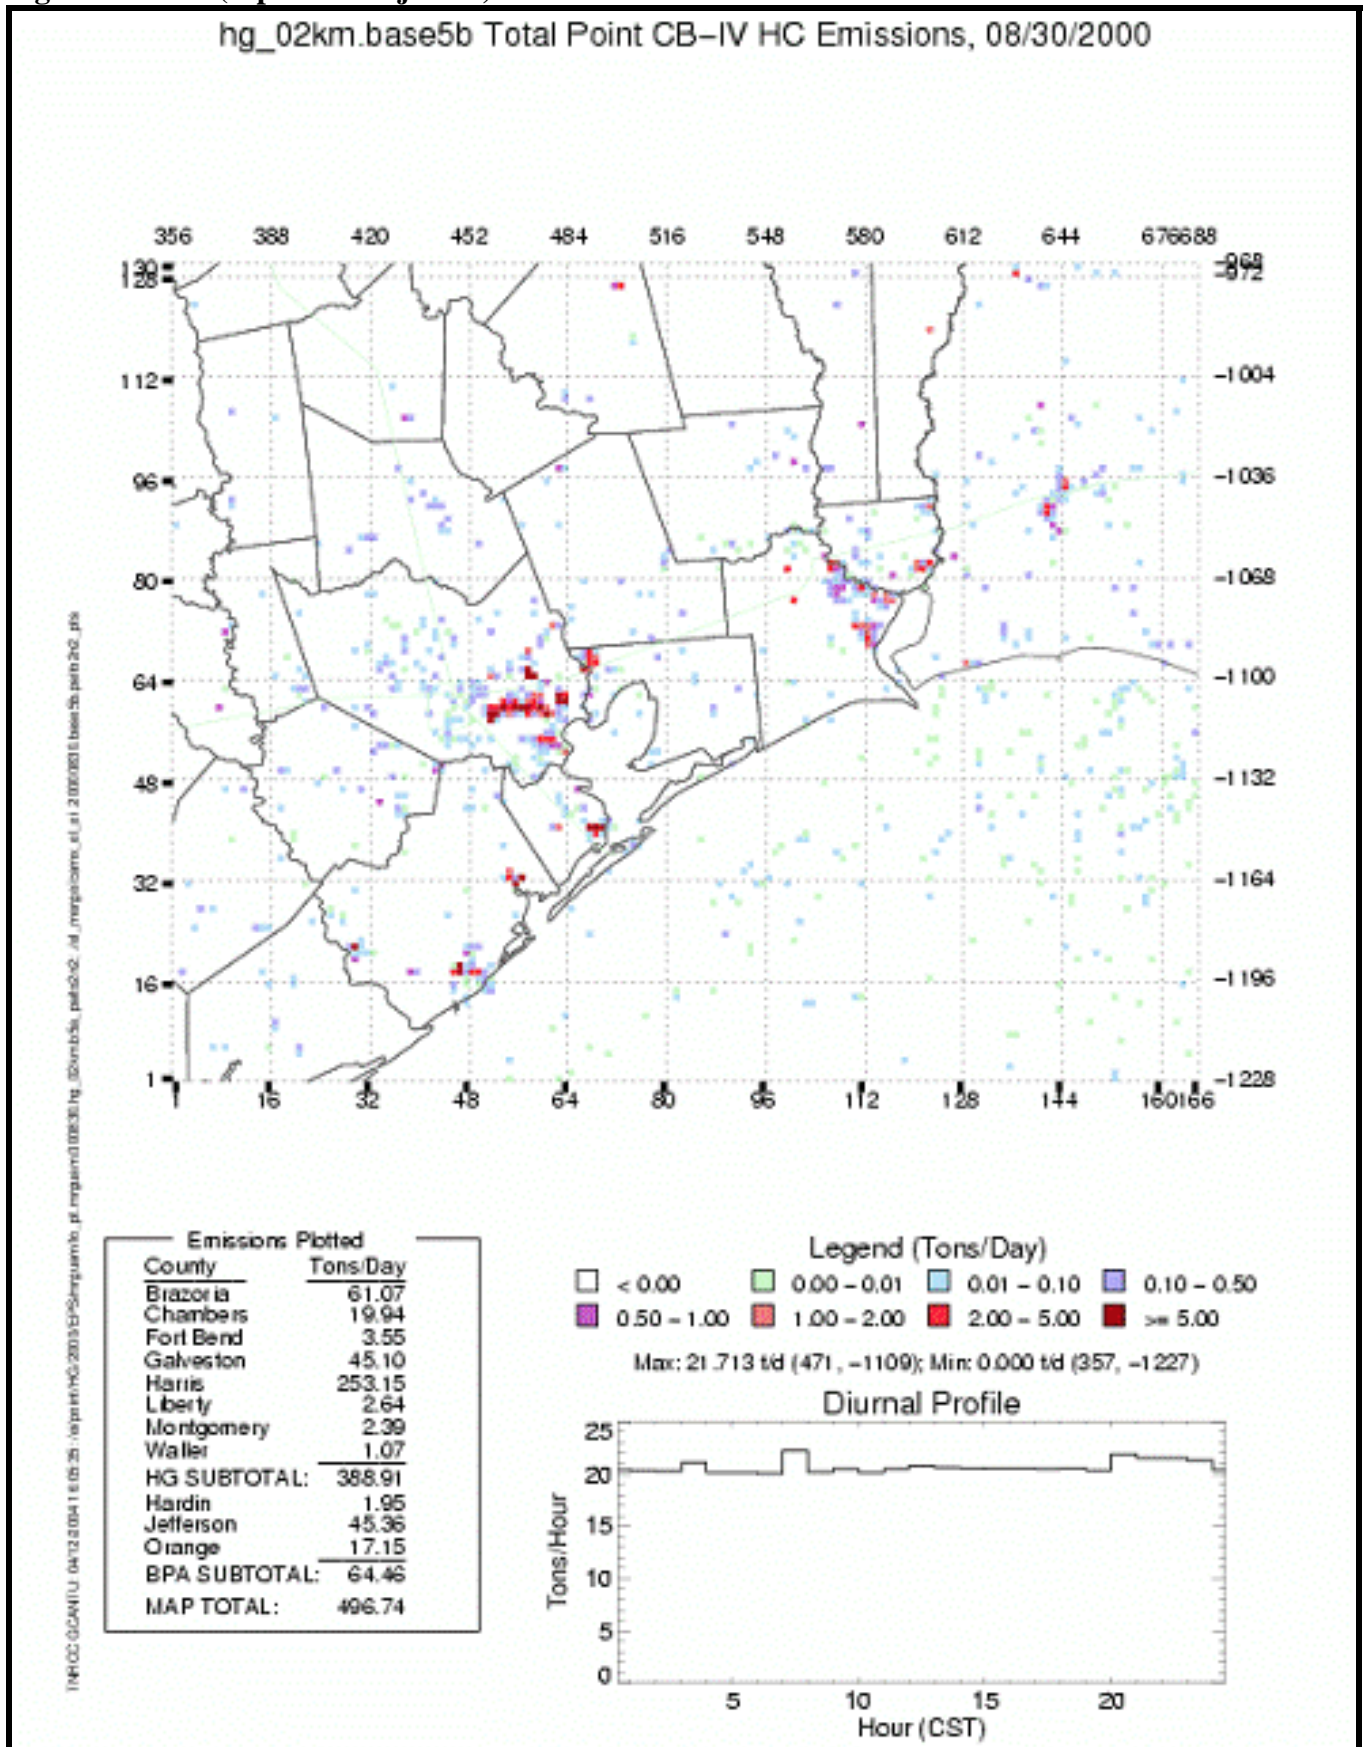 hg_02km.base5b Total Point CB-IV HC Emissions, 08/30/2000
356 388 420 452 484 516 548 580 612 644 676688
130
128
112
96
80
64
48
32
16
1
-968
-972
-1004
-1036
-1068
-1100
-1132
-1164
-1196
-1228
1 16 32 48 64 80 96 112 128 144 160166
Emissions Plotted
County Tons/Day
Brazoria 61.07
Chambers 19.94
Fort Bend 3.55
Galveston 45.10
Harris 253.15
Liberty 2.64
Montgomery 2.39
Waller 1.07
HG SUBTOTAL: 388.91
Hardin 1.95
Jefferson 45.36
Orange 17.15
BPA SUBTOTAL: 64.46
MAP TOTAL: 496.74
Legend (Tons/Day)
< 0.00 0.00 - 0.01 0.01 - 0.10 0.10 - 0.50
0.50 - 1.00 1.00 - 2.00 2.00 - 5.00 >= 5.00
Max: 21.713 t/d (471, -1109); Min: 0.000 t/d (357, -1227)
Diurnal Profile
25
20
15
10
5
0
Tons/Hour
5 10 15 20
Hour (CST)